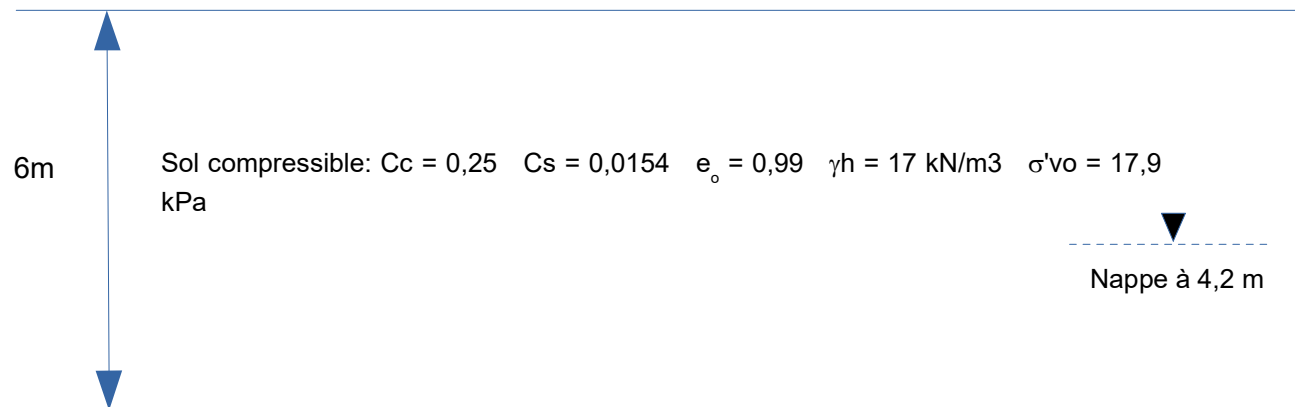 6m
Sol compressible: Cc = 0,25 Cs = 0,0154 eₒ = 0,99 γh = 17 kN/m3 σ'vo = 17,9
kPa
Nappe à 4,2 m